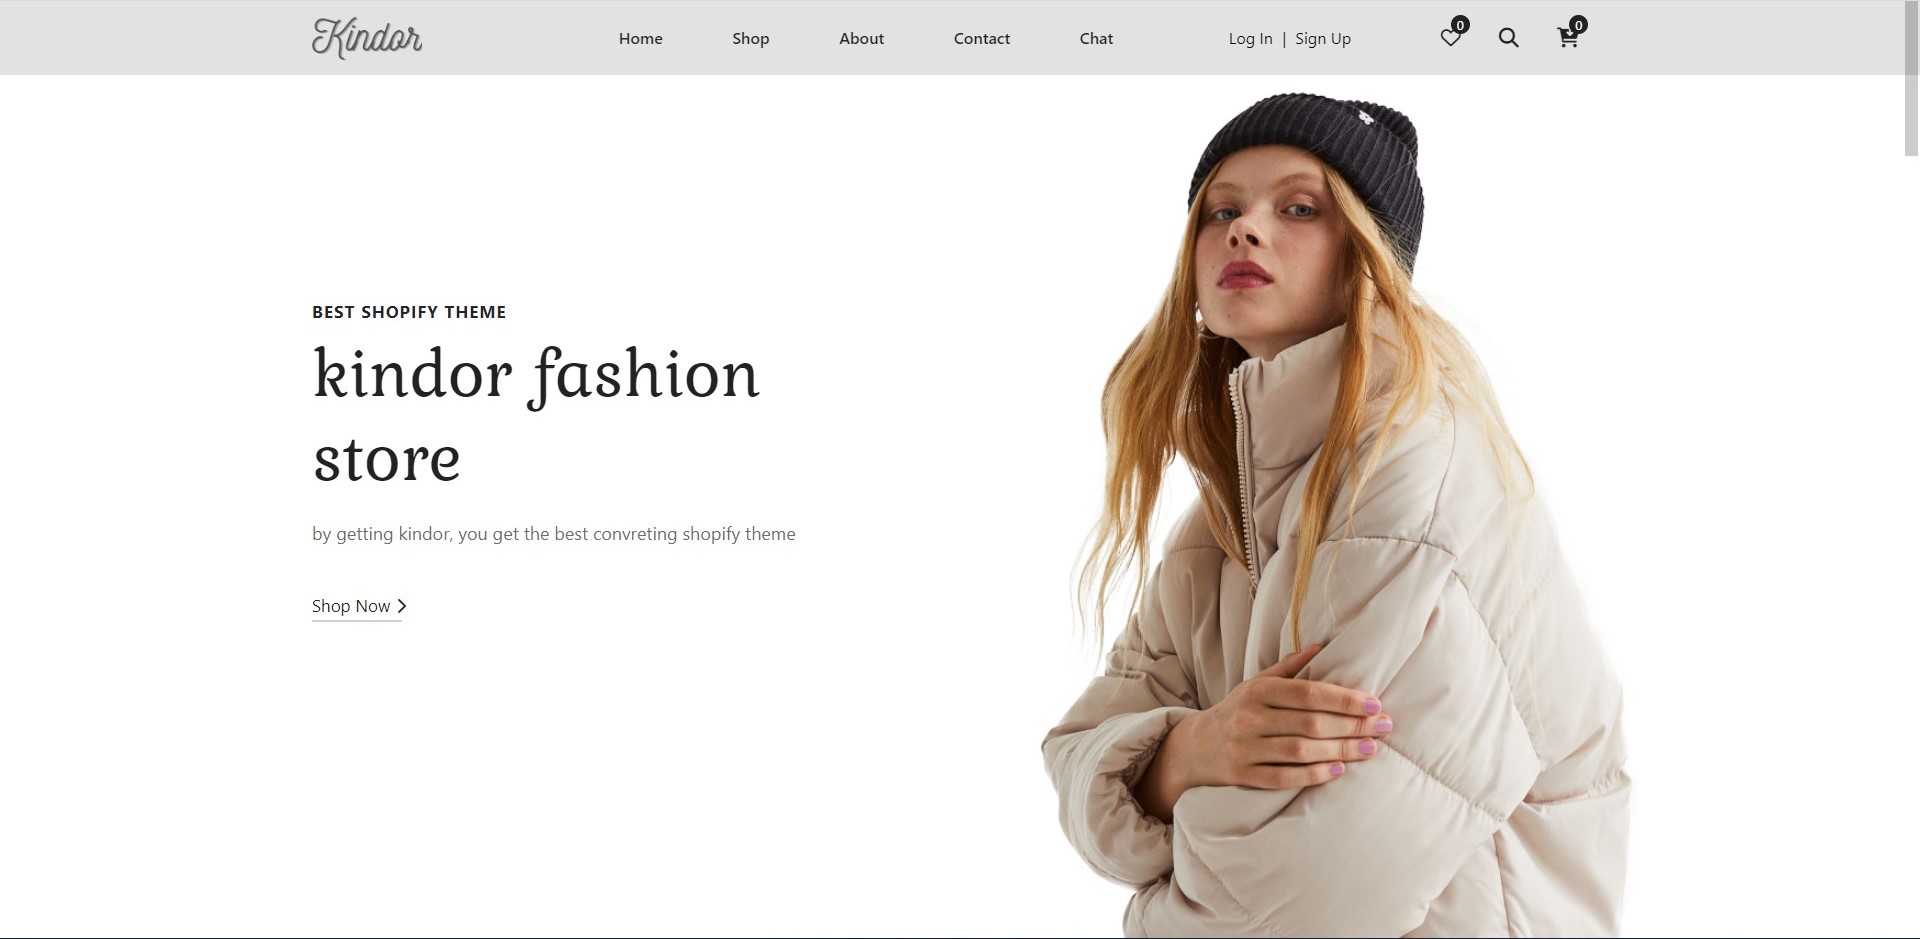 Kindor
Home
Shop
About
Contact
Chat
Log In | Sign Up
0
0
BEST SHOPIFY THEME
kindor fashion
store
by getting kindor, you get the best convreting shopify theme
Shop Now